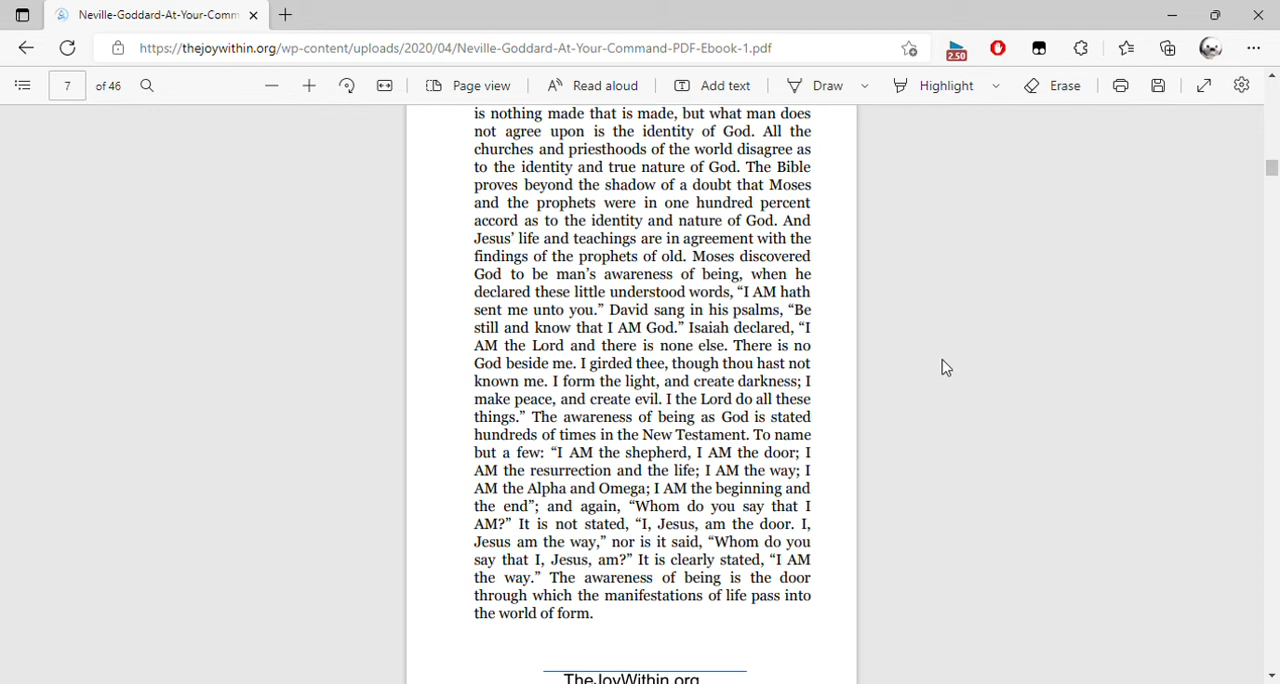 Neville-Goddard-At-Your-Comm
https://thejoywithin.org/wp-content/uploads/2020/04/Neville-Goddard-At-Your-Command-PDF-Ebook-1.pdf
2.50
7 of 46
Page view
Read aloud
Add text
Draw
Highlight
Erase
is nothing made that is made, but what man does
not agree upon is the identity of God. All the
churches and priesthoods of the world disagree as
to the identity and true nature of God. The Bible
proves beyond the shadow of a doubt that Moses
and the prophets were in one hundred percent
accord as to the identity and nature of God. And
Jesus’ life and teachings are in agreement with the
findings of the prophets of old. Moses discovered
God to be man’s awareness of being, when he
declared these little understood words, “I AM hath
sent me unto you.” David sang in his psalms, “Be
still and know that I AM God.” Isaiah declared, “I
AM the Lord and there is none else. There is no
God beside me. I girded thee, though thou hast not
known me. I form the light, and create darkness; I
make peace, and create evil. I the Lord do all these
things.” The awareness of being as God is stated
hundreds of times in the New Testament. To name
but a few: “I AM the shepherd, I AM the door; I
AM the resurrection and the life; I AM the way; I
AM the Alpha and Omega; I AM the beginning and
the end”; and again, “Whom do you say that I
AM?” It is not stated, “I, Jesus, am the door. I,
Jesus am the way,” nor is it said, “Whom do you
say that I, Jesus, am?” It is clearly stated, “I AM
the way.” The awareness of being is the door
through which the manifestations of life pass into
the world of form.
TheJoyWithin.org